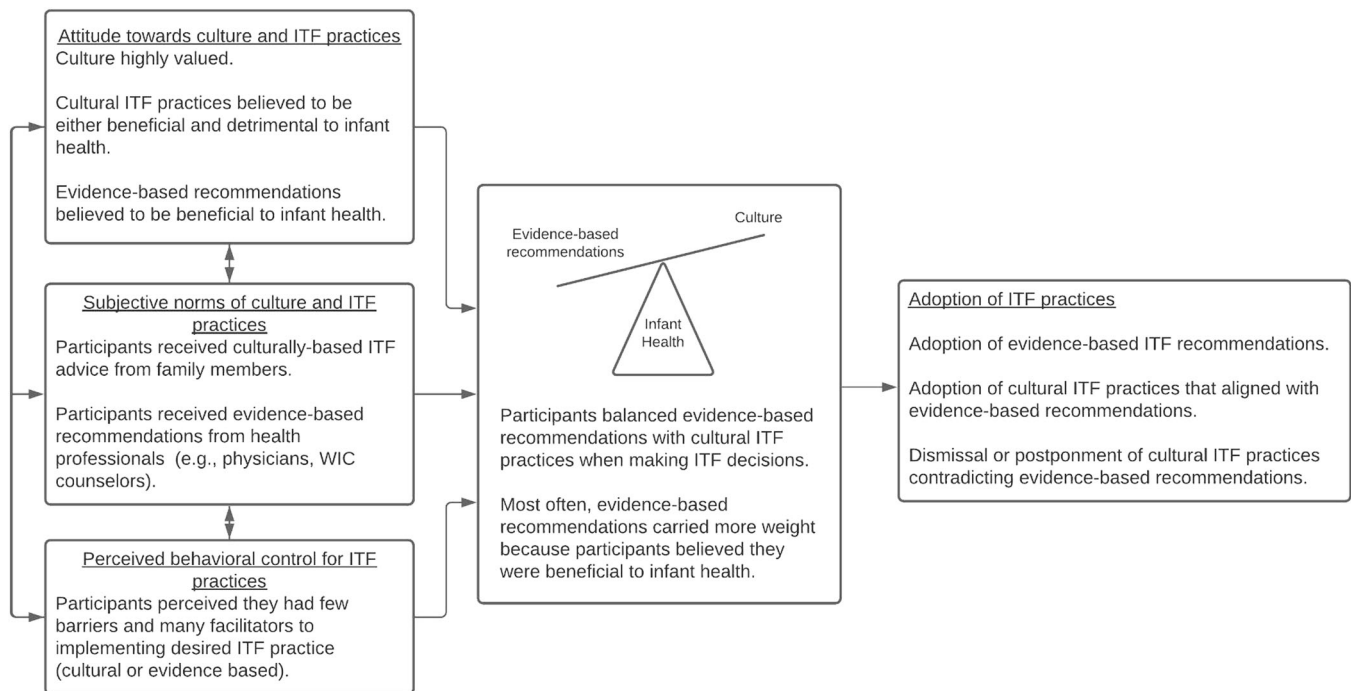 Attitude towards culture and ITF practices
Culture highly valued.
Cultural ITF practices believed to be
either beneficial and detrimental to infant
health.
Evidence-based recommendations
believed to be beneficial to infant health.
Subjective norms of culture and ITF
practices
Participants received culturally-based ITF
advice from family members.
Participants received evidence-based
recommendations from health
professionals (e.g., physicians, WIC
counselors).
Perceived behavioral control for ITF
practices
Participants perceived they had few
barriers and many facilitators to
implementing desired ITF practice
(cultural or evidence based).
Culture
Evidence-based
recommendations
Infant
Health
Participants balanced evidence-based
recommendations with cultural ITF
practices when making ITF decisions.
Most often, evidence-based
recommendations carried more weight
because participants believed they
were beneficial to infant health.
Adoption of ITF practices
Adoption of evidence-based ITF recommendations.
Adoption of cultural ITF practices that aligned with
evidence-based recommendations.
Dismissal or postponment of cultural ITF practices
contradicting evidence-based recommendations.